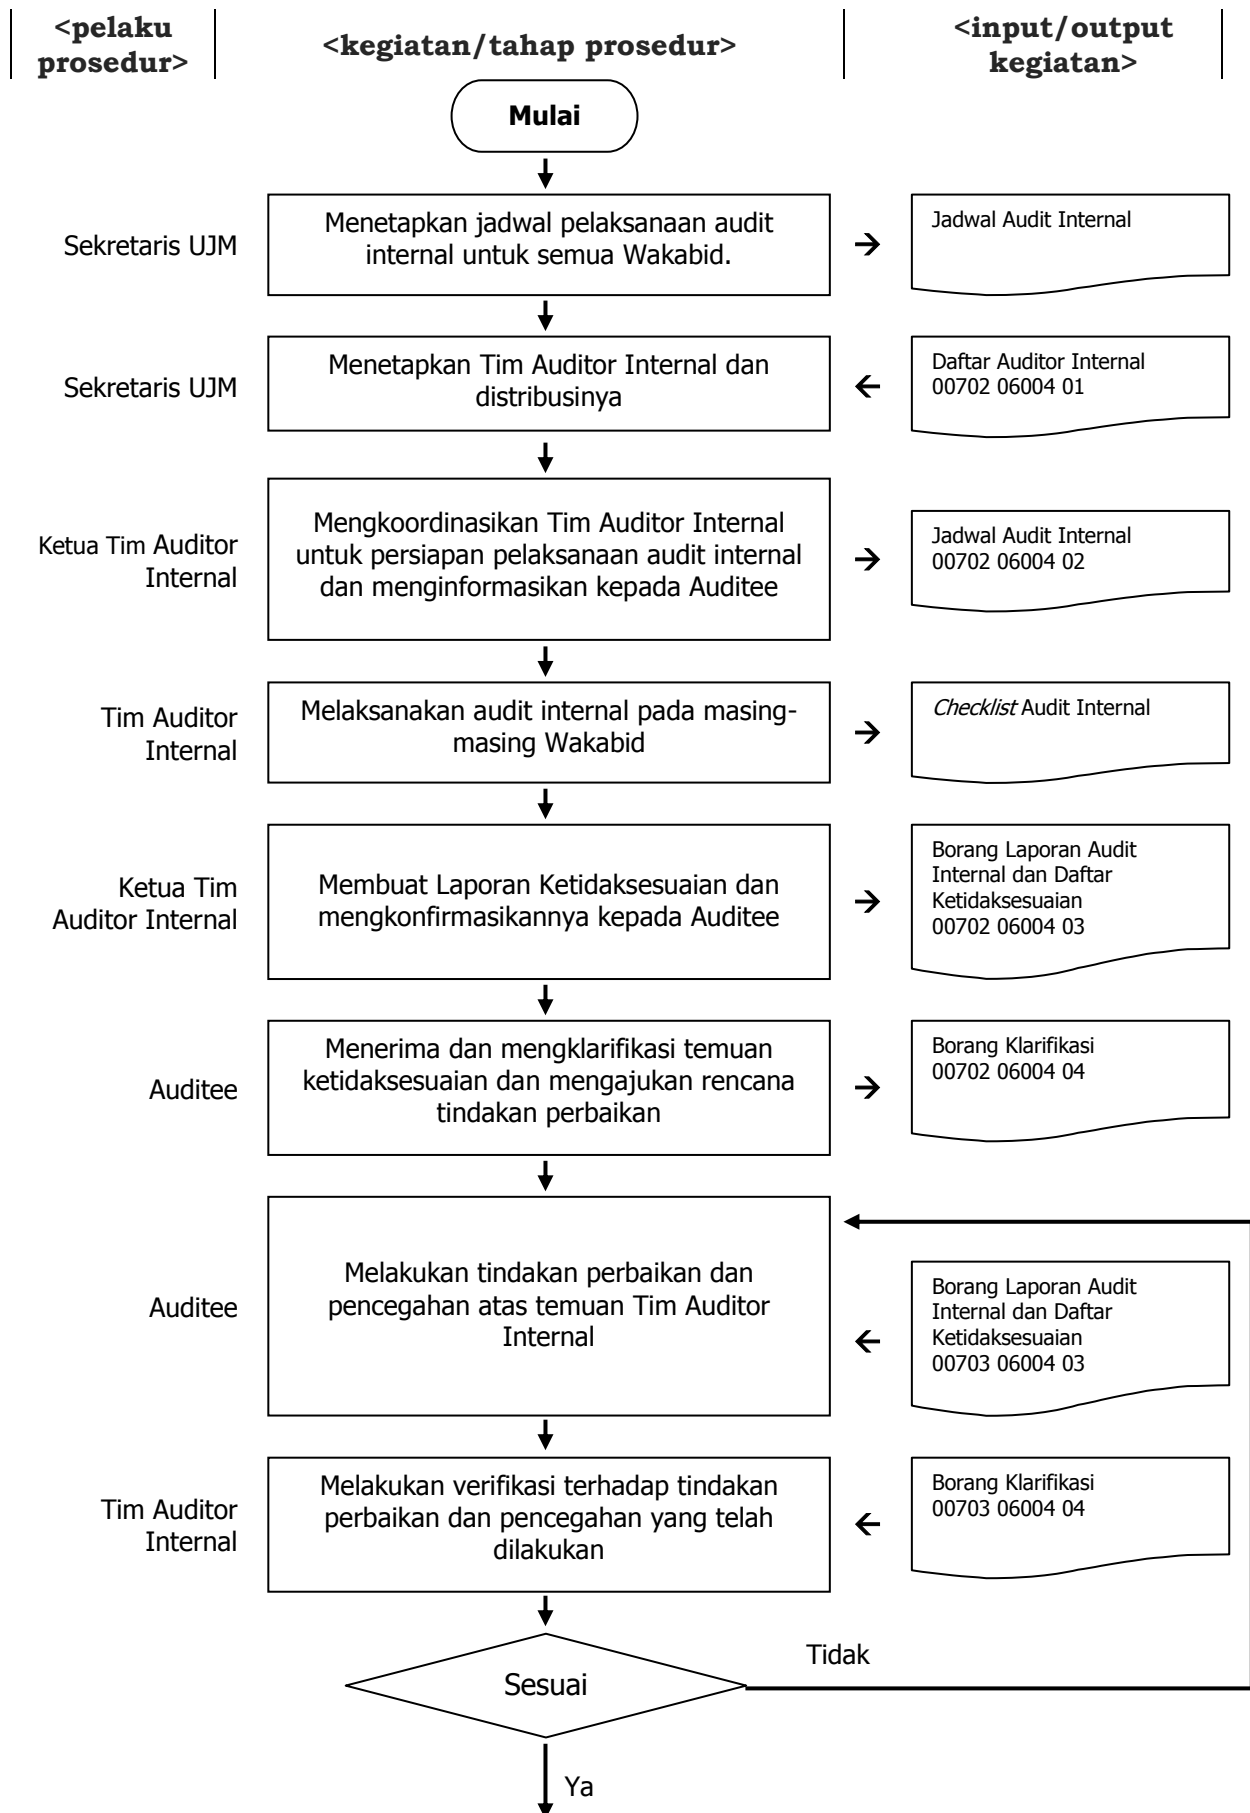 <pelaku
prosedur>
<kegiatan/tahap prosedur>
<input/output
kegiatan>
Mulai
Sekretaris UJM
Menetapkan jadwal pelaksanaan audit
internal untuk semua Wakabid.
Jadwal Audit Internal
Sekretaris UJM
Menetapkan Tim Auditor Internal dan
distribusinya
Daftar Auditor Internal
00702 06004 01
Ketua Tim Auditor
Internal
Mengkoordinasikan Tim Auditor Internal
untuk persiapan pelaksanaan audit internal
dan menginformasikan kepada Auditee
Jadwal Audit Internal
00702 06004 02
Tim Auditor
Internal
Melaksanakan audit internal pada masing-
masing Wakabid
Checklist Audit Internal
Ketua Tim
Auditor Internal
Membuat Laporan Ketidaksesuaian dan
mengkonfirmasikannya kepada Auditee
Borang Laporan Audit
Internal dan Daftar
Ketidaksesuaian
00702 06004 03
Auditee
Menerima dan mengklarifikasi temuan
ketidaksesuaian dan mengajukan rencana
tindakan perbaikan
Borang Klarifikasi
00702 06004 04
Auditee
Melakukan tindakan perbaikan dan
pencegahan atas temuan Tim Auditor
Internal
Borang Laporan Audit
Internal dan Daftar
Ketidaksesuaian
00703 06004 03
Tim Auditor
Internal
Melakukan verifikasi terhadap tindakan
perbaikan dan pencegahan yang telah
dilakukan
Borang Klarifikasi
00703 06004 04
Sesuai
Tidak
Ya